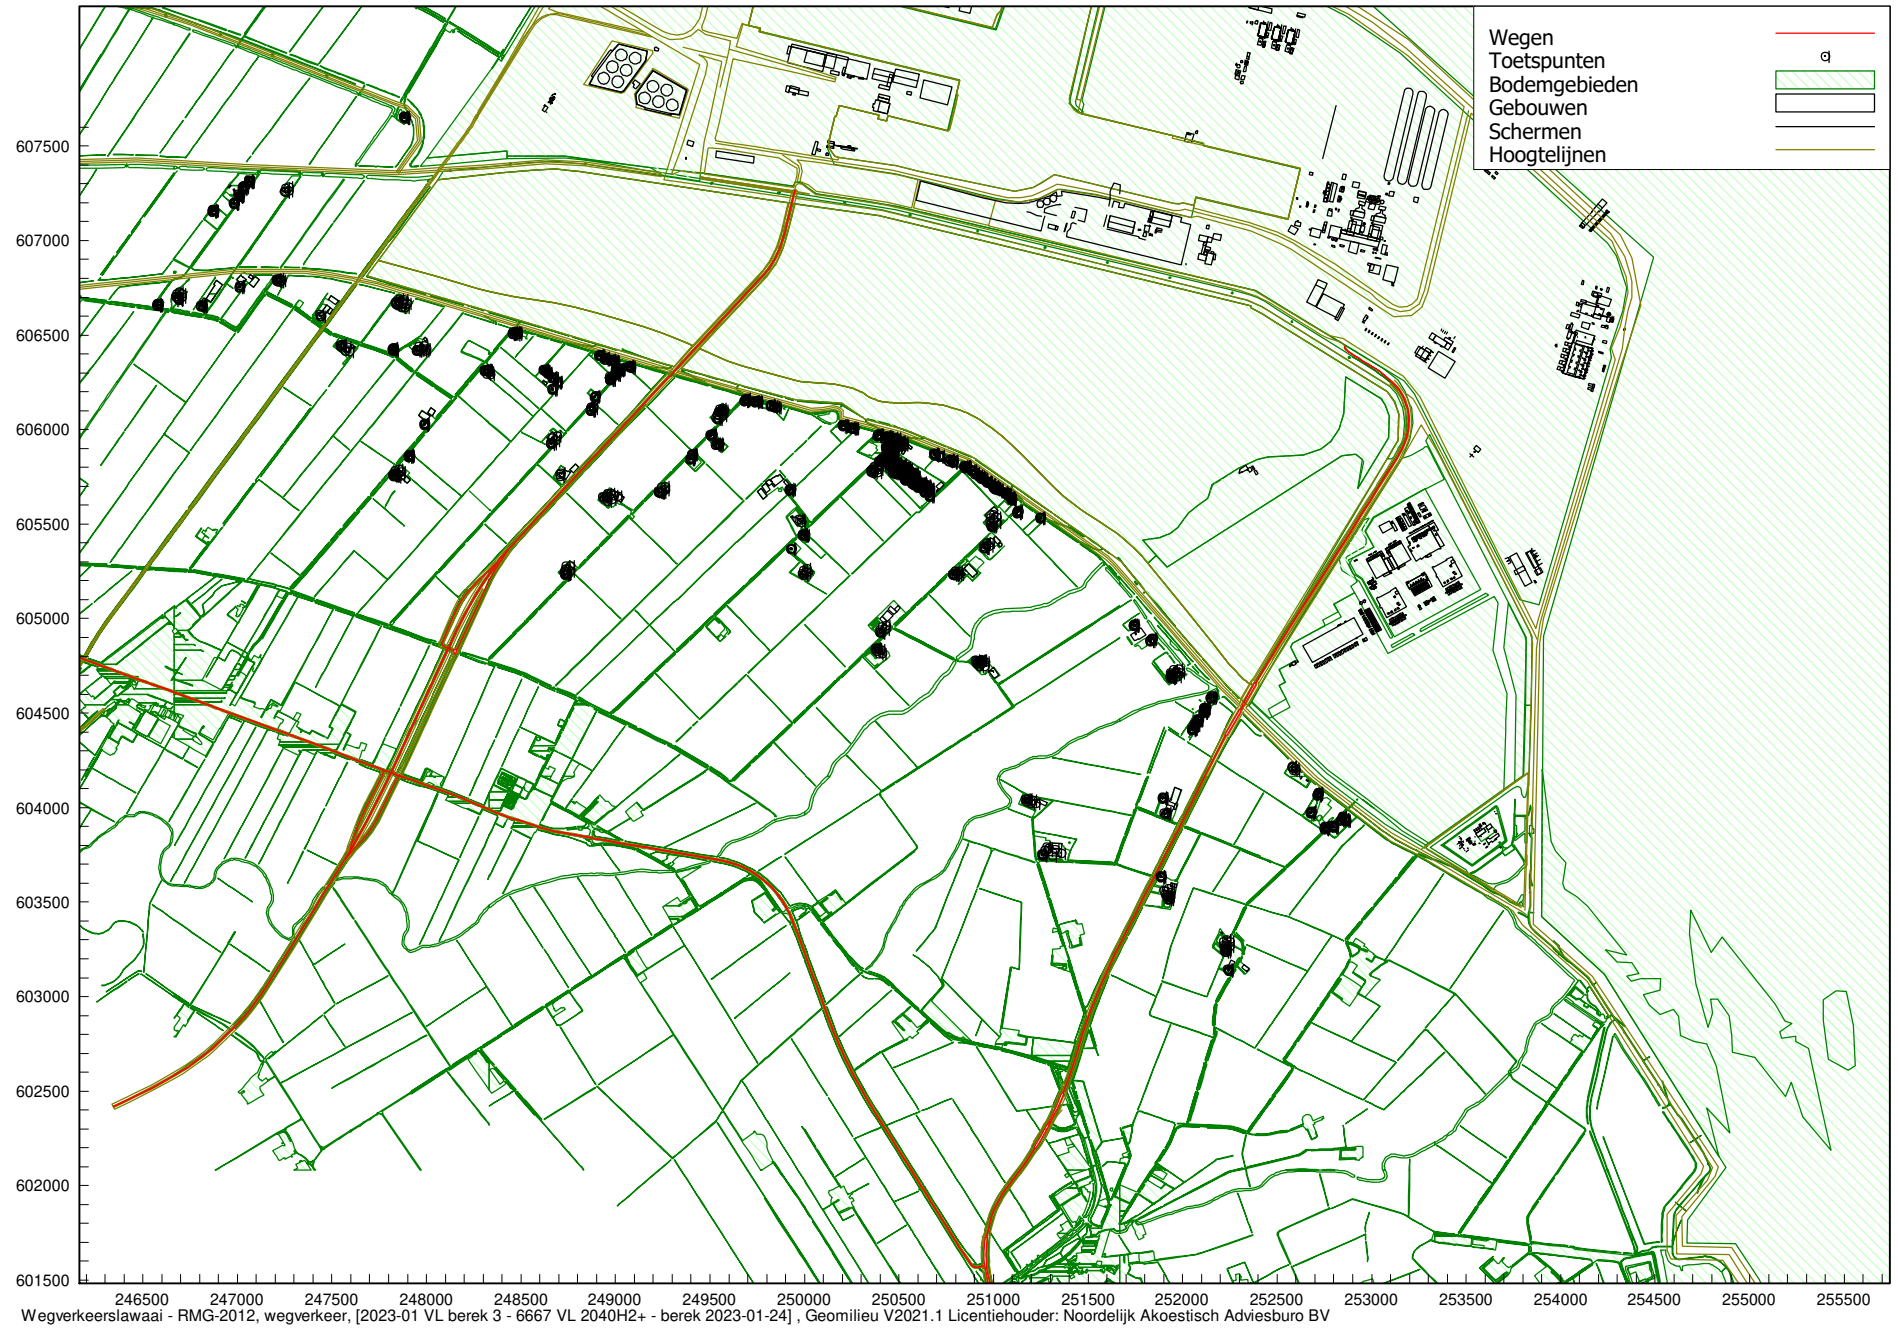 Wegen
Toetspunten
Bodemgebieden
Gebouwen
Schermen
Hoogtelijnen
607500
607000
606500
606000
605500
605000
604500
604000
603500
603000
602500
602000
601500
246500 247000 247500 248000 248500 249000 249500 250000 250500 251000 251500 252000 252500 253000 253500 254000 254500 255000 255500
Wegverkeerslawaai - RMG-2012, wegverkeer, [2023-01 VL berek 3 - 6667 VL 2040H2+ - berek 2023-01-24] , Geomilieu V2021.1 Licentiehouder: Noordelijk Akoestisch Adviesburo BV